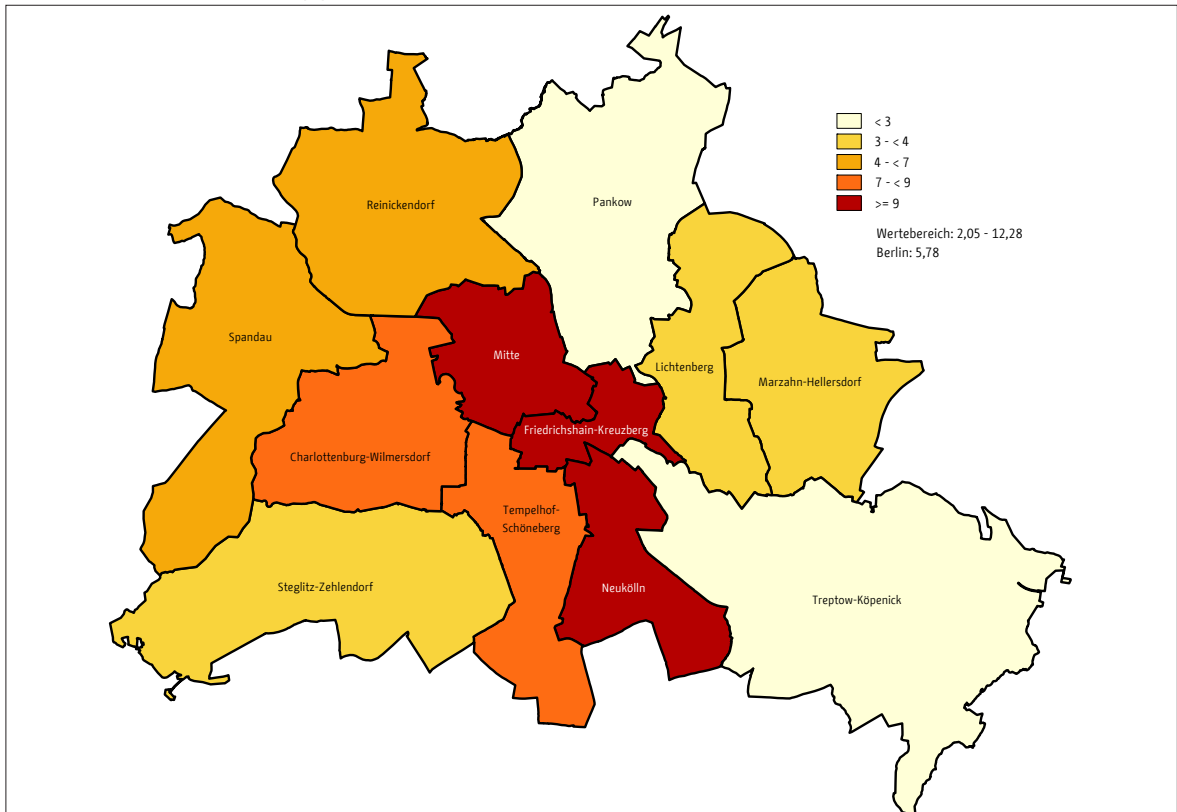 < 3
3 - < 4
4 - < 7
7 - < 9
>= 9
Wertebereich: 2,05 - 12,28
Berlin: 5,78
Pankow
Reinickendorf
Spandau
Mitte
Lichtenberg
Marzahn-Hellersdorf
Friedrichshain-Kreuzberg
Charlottenburg-Wilmersdorf
Tempelhof-
Schöneberg
Steglitz-Zehlendorf
Neukölln
Treptow-Köpenick